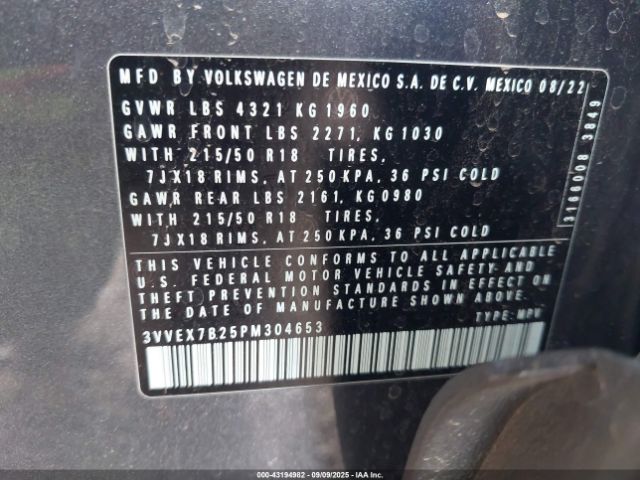 MFD BY VOLKSWAGEN DE MEXICO S.A. DE C.V. MEXICO 08/22
GVWR LBS 4321 KG 1960
GAWR FRONT LBS 2271, KG 1030
WITH 215/50 R18 TIRES,
7JX18 RIMS, AT 250 KPA, 36 PSI COLD
GAWR REAR LBS 2161, KG 0980
WITH 215/50 R18 TIRES,
7JX18 RIMS, AT 250 KPA, 36 PSI COLD
THIS VEHICLE CONFORMS TO ALL APPLICABLE
U.S. FEDERAL MOTOR VEHICLE SAFETY AND
THEFT PREVENTION STANDARDS IN EFFECT ON
THE DATE OF MANUFACTURE SHOWN ABOVE.
3VVEX7B25PM304653 TYPE: MPV
3166008 3849
000-43194982 09/09/2025 IAA, Inc.